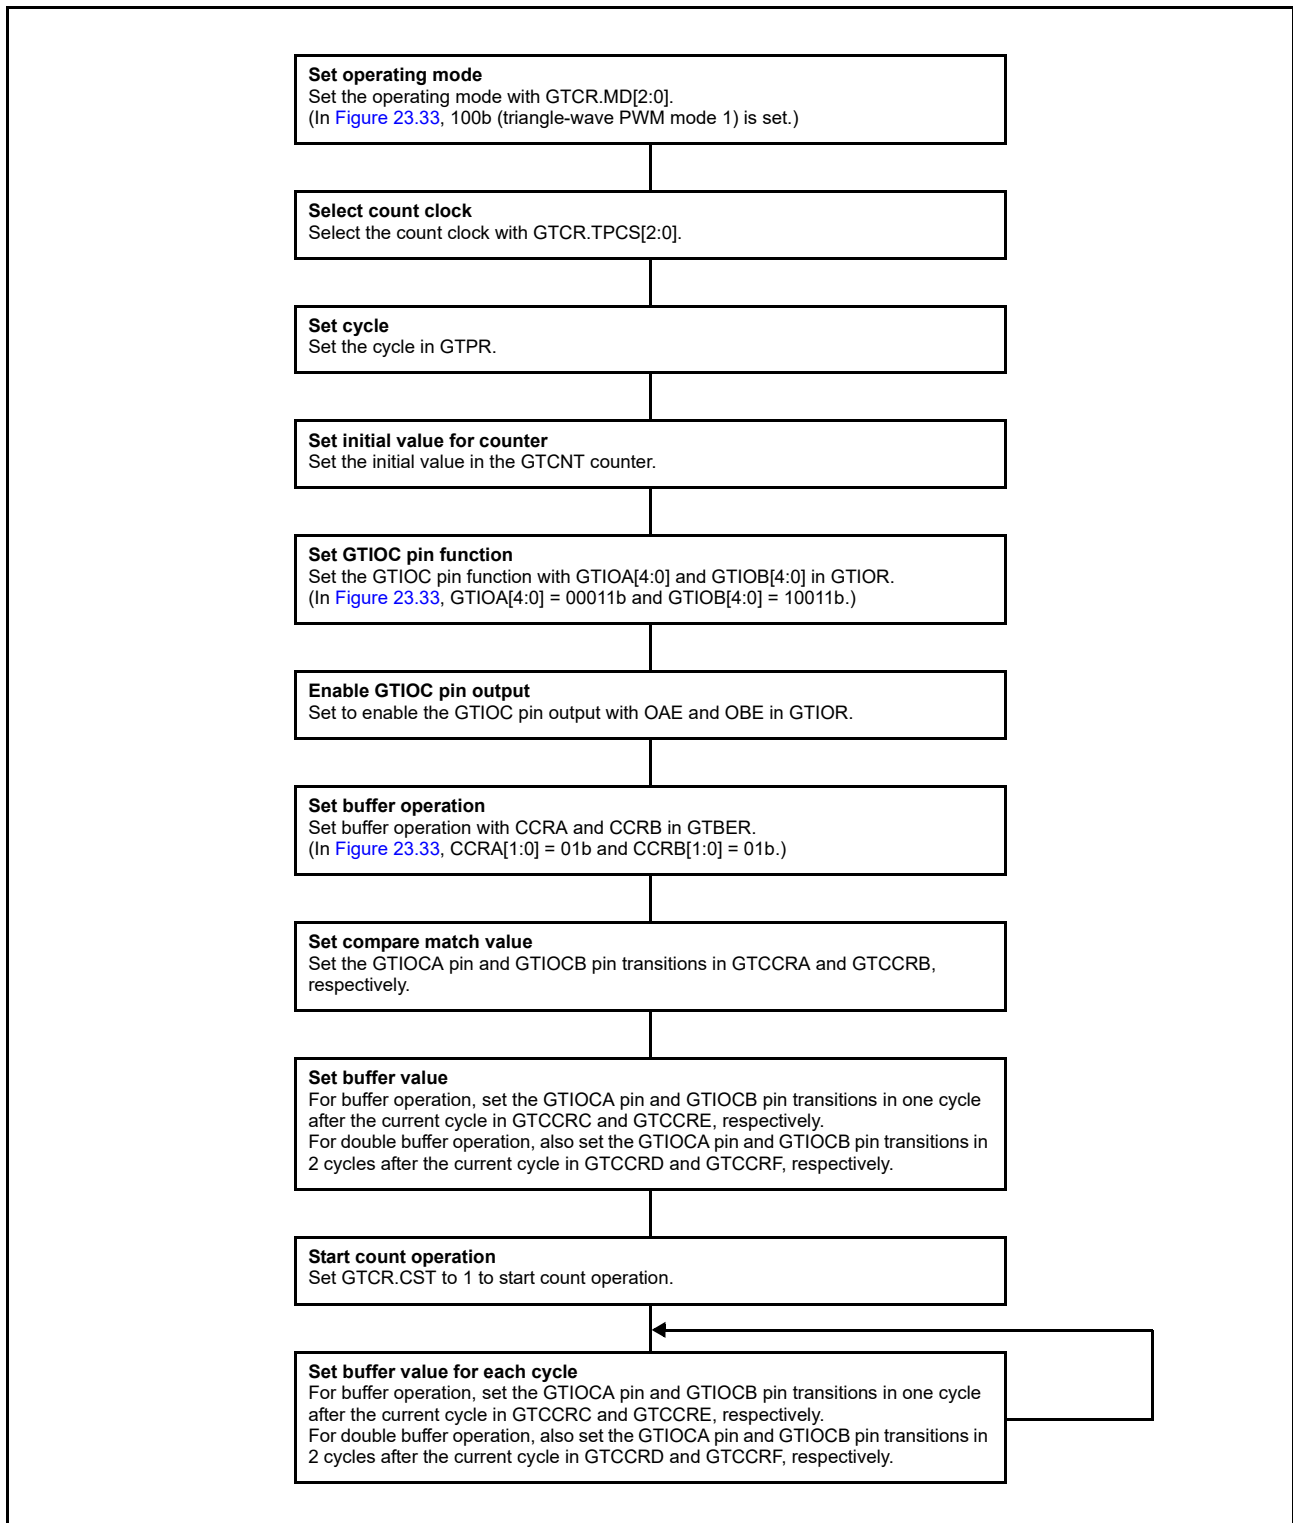 Set operating mode
Set the operating mode with GTCR.MD[2:0].
(In Figure 23.33, 100b (triangle-wave PWM mode 1) is set.)
Select count clock
Select the count clock with GTCR.TPCS[2:0].
Set cycle
Set the cycle in GTPR.
Set initial value for counter
Set the initial value in the GTCNT counter.
Set GTIOC pin function
Set the GTIOC pin function with GTIOA[4:0] and GTIOB[4:0] in GTIOR.
(In Figure 23.33, GTIOA[4:0] = 00011b and GTIOB[4:0] = 10011b.)
Enable GTIOC pin output
Set to enable the GTIOC pin output with OAE and OBE in GTIOR.
Set buffer operation
Set buffer operation with CCRA and CCRB in GTBER.
(In Figure 23.33, CCRA[1:0] = 01b and CCRB[1:0] = 01b.)
Set compare match value
Set the GTIOCA pin and GTIOCB pin transitions in GTCCRA and GTCCRB,
respectively.
Set buffer value
For buffer operation, set the GTIOCA pin and GTIOCB pin transitions in one cycle
after the current cycle in GTCCRC and GTCCRE, respectively.
For double buffer operation, also set the GTIOCA pin and GTIOCB pin transitions in
2 cycles after the current cycle in GTCCRD and GTCCRF, respectively.
Start count operation
Set GTCR.CST to 1 to start count operation.
Set buffer value for each cycle
For buffer operation, set the GTIOCA pin and GTIOCB pin transitions in one cycle
after the current cycle in GTCCRC and GTCCRE, respectively.
For double buffer operation, also set the GTIOCA pin and GTIOCB pin transitions in
2 cycles after the current cycle in GTCCRD and GTCCRF, respectively.